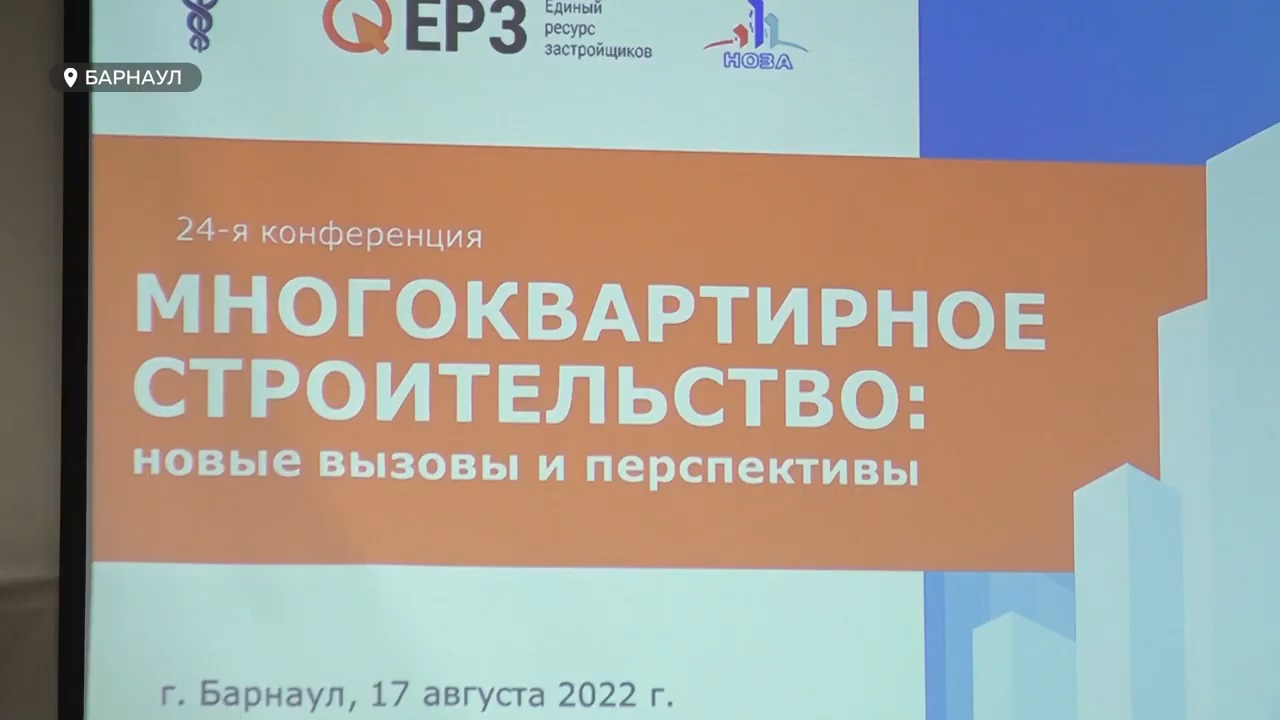 ЕРЗ
Единый
ресурс
застройщиков
НОЗА
БАРНАУЛ
24-я конференция
МНОГОКВАРТИРНОЕ
СТРОИТЕЛЬСТВО:
новые вызовы и перспективы
г. Барнаул, 17 августа 2022 г.